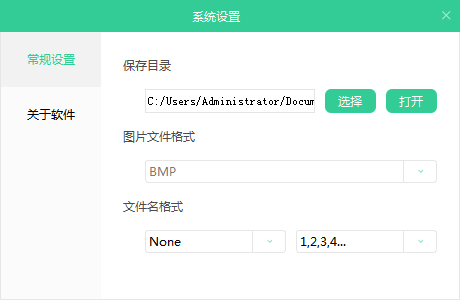 系统设置
常规设置
关于软件
保存目录
C:/Users/Administrator/Docum
选择
打开
图片文件格式
BMP
文件名格式
None
1,2,3,4...